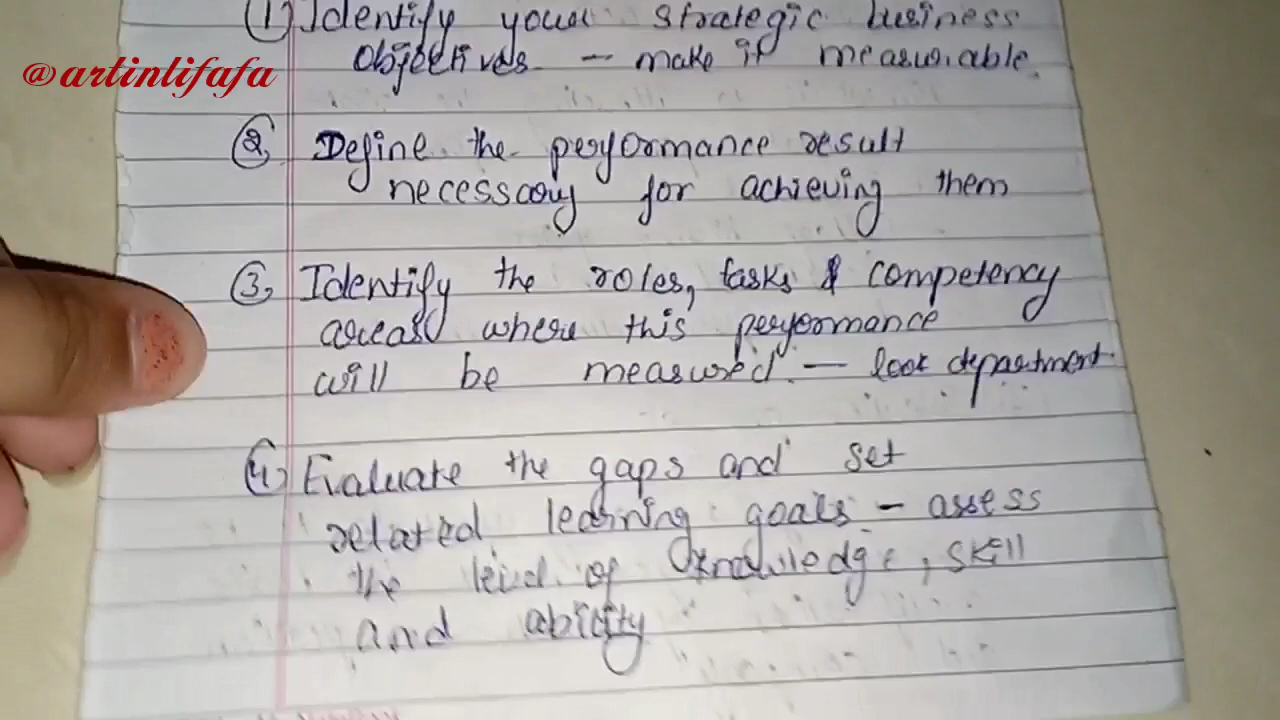 ① Identify your strategic business
objectives - make it measurable.
@artinlifafa
② Define the performance result
necessary for achieving them
③ Identify the roles, tasks & competency
areas where this performance
will be measured. - look department.
④ Evaluate the gaps and set
related learning goals - assess
the level of knowledge, skill
and ability